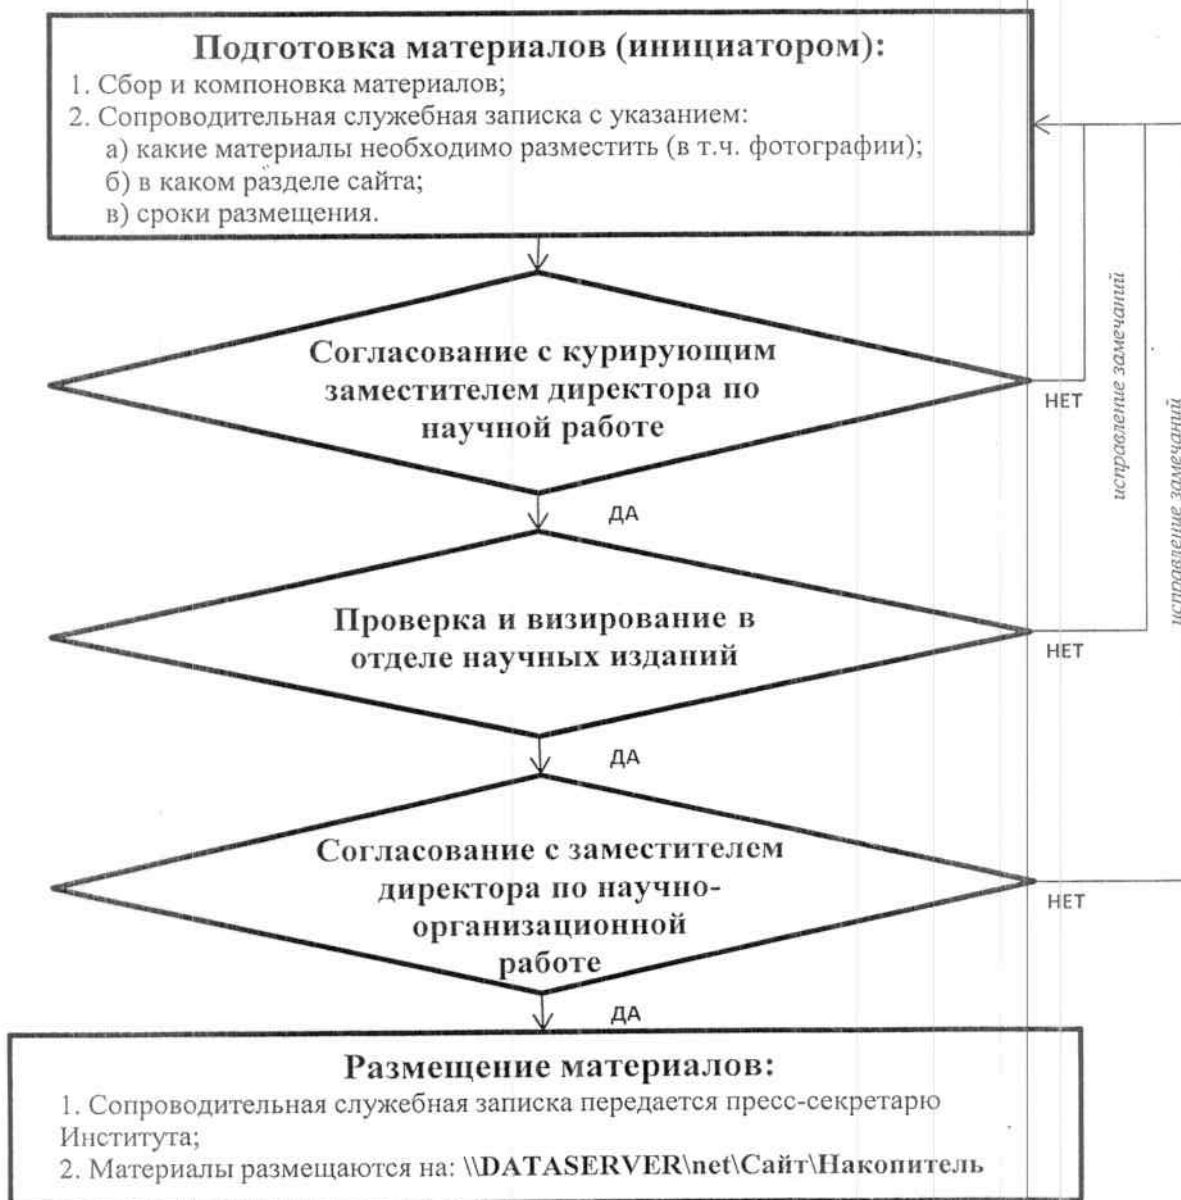 Подготовка материалов (инициатором):
1. Сбор и компоновка материалов;
2. Сопроводительная служебная записка с указанием:
а) какие материалы необходимо разместить (в т.ч. фотографии);
б) в каком разделе сайта;
в) сроки размещения.
Согласование с курирующим
заместителем директора по
научной работе
НЕТ
исправление замечаний
исправление замечаний
ДА
Проверка и визирование в
отделе научных изданий
НЕТ
ДА
Согласование с заместителем
директора по научно-
организационной
работе
НЕТ
ДА
Размещение материалов:
1. Сопроводительная служебная записка передается пресс-секретарю
Института;
2. Материалы размещаются на: \\DATASERVER\net\Сайт\Накопитель